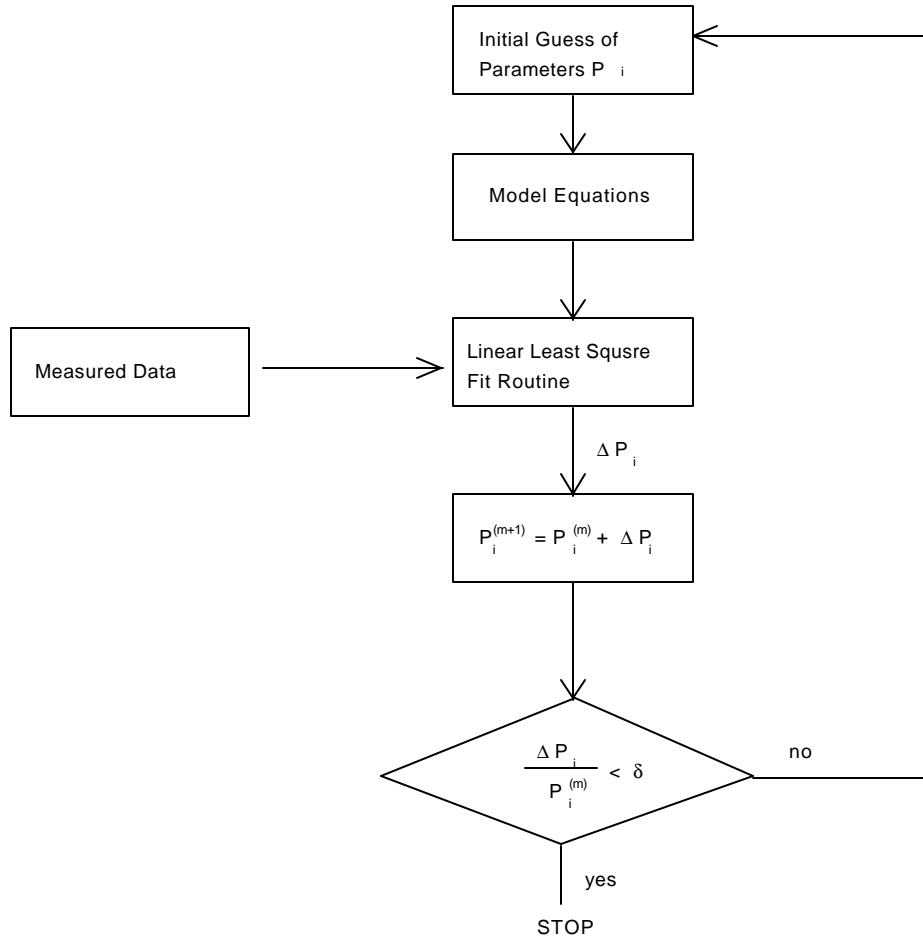 Initial Guess of
Parameters P i
Model Equations
Measured Data
Linear Least Squsre
Fit Routine
Δ P i
P i (m+1) = P i (m) + Δ P i
Δ P i
P i (m)
< δ
no
yes
STOP